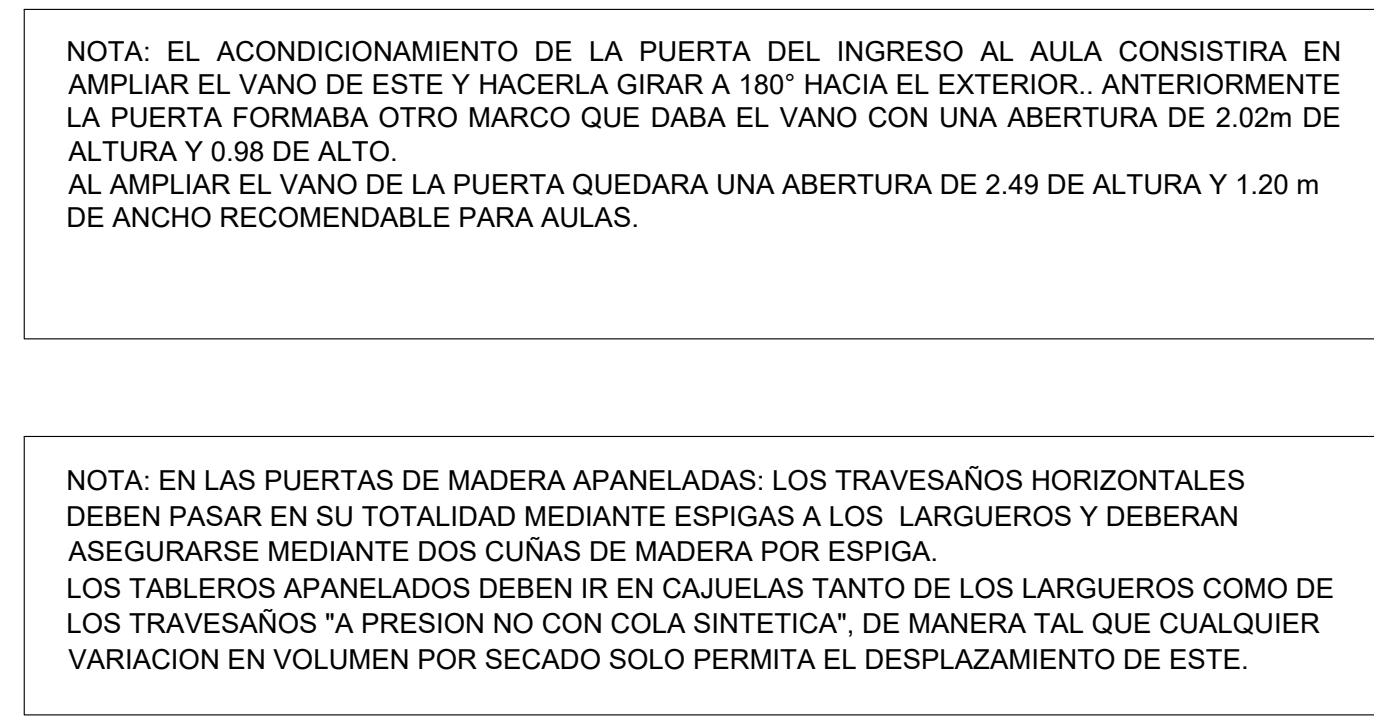 NOTA: EL ACONDICIONAMIENTO DE LA PUERTA DEL INGRESO AL AULA CONSISTIRA EN
AMPLIAR EL VANO DE ESTE Y HACERLA GIRAR A 180° HACIA EL EXTERIOR.. ANTERIORMENTE
LA PUERTA FORMABA OTRO MARCO QUE DABA EL VANO CON UNA ABERTURA DE 2.02m DE
ALTURA Y 0.98 DE ALTO.
AL AMPLIAR EL VANO DE LA PUERTA QUEDARA UNA ABERTURA DE 2.49 DE ALTURA Y 1.20 m
DE ANCHO RECOMENDABLE PARA AULAS.
NOTA: EN LAS PUERTAS DE MADERA APANELADAS: LOS TRAVESAÑOS HORIZONTALES
DEBEN PASAR EN SU TOTALIDAD MEDIANTE ESPIGAS A LOS LARGUEROS Y DEBERAN
ASEGURARSE MEDIANTE DOS CUÑAS DE MADERA POR ESPIGA.
LOS TABLEROS APANELADOS DEBEN IR EN CAJUELAS TANTO DE LOS LARGUEROS COMO DE
LOS TRAVESAÑOS "A PRESION NO CON COLA SINTETICA", DE MANERA TAL QUE CUALQUIER
VARIACION EN VOLUMEN POR SECADO SOLO PERMITA EL DESPLAZAMIENTO DE ESTE.